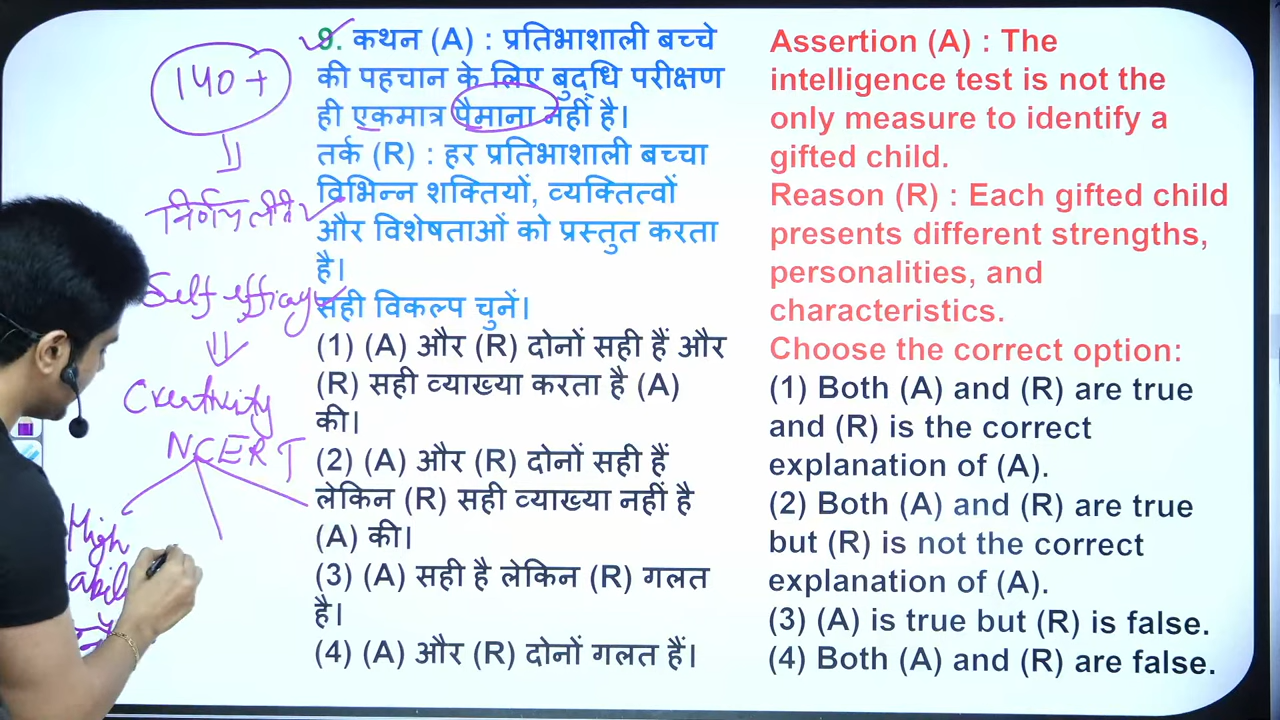 140+
निर्णय लेने
Self efficacy
Creativity
NCERT
High
9. कथन (A) : प्रतिभाशाली बच्चे
की पहचान के लिए बुद्धि परीक्षण
ही एकमात्र पैमाना नहीं है।
तर्क (R) : हर प्रतिभाशाली बच्चा
विभिन्न शक्तियों, व्यक्तित्वों
और विशेषताओं को प्रस्तुत करता
है।
सही विकल्प चुनें।
(1) (A) और (R) दोनों सही हैं और
(R) सही व्याख्या करता है (A)
की।
(2) (A) और (R) दोनों सही हैं
लेकिन (R) सही व्याख्या नहीं है
(A) की।
(3) (A) सही है लेकिन (R) गलत
है।
(4) (A) और (R) दोनों गलत हैं।
Assertion (A) : The
intelligence test is not the
only measure to identify a
gifted child.
Reason (R) : Each gifted child
presents different strengths,
personalities, and
characteristics.
Choose the correct option:
(1) Both (A) and (R) are true
and (R) is the correct
explanation of (A).
(2) Both (A) and (R) are true
but (R) is not the correct
explanation of (A).
(3) (A) is true but (R) is false.
(4) Both (A) and (R) are false.